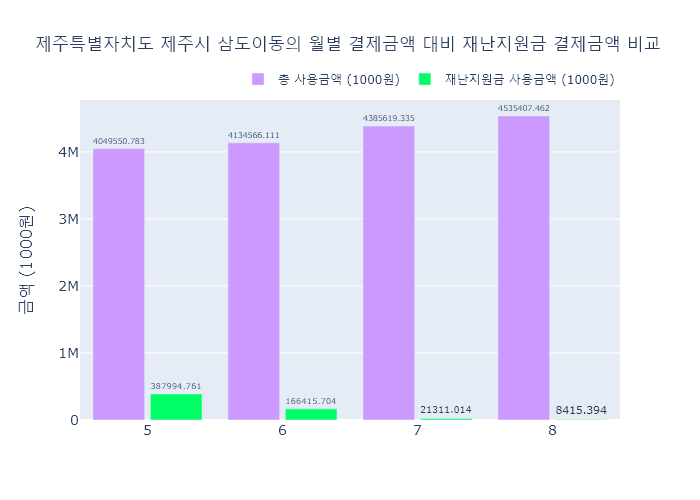 제주특별자치도 제주시 삼도이동의 월별 결제금액 대비 재난지원금 결제금액 비교
총 사용금액 (1000원) 재난지원금 사용금액 (1000원)
4535407.462
4385619.335
4134566.111
4049550.783
4M
3M
금액 (1000원)
2M
1M
387994.761
166415.704
21311.014
8415.394
0
5 6 7 8